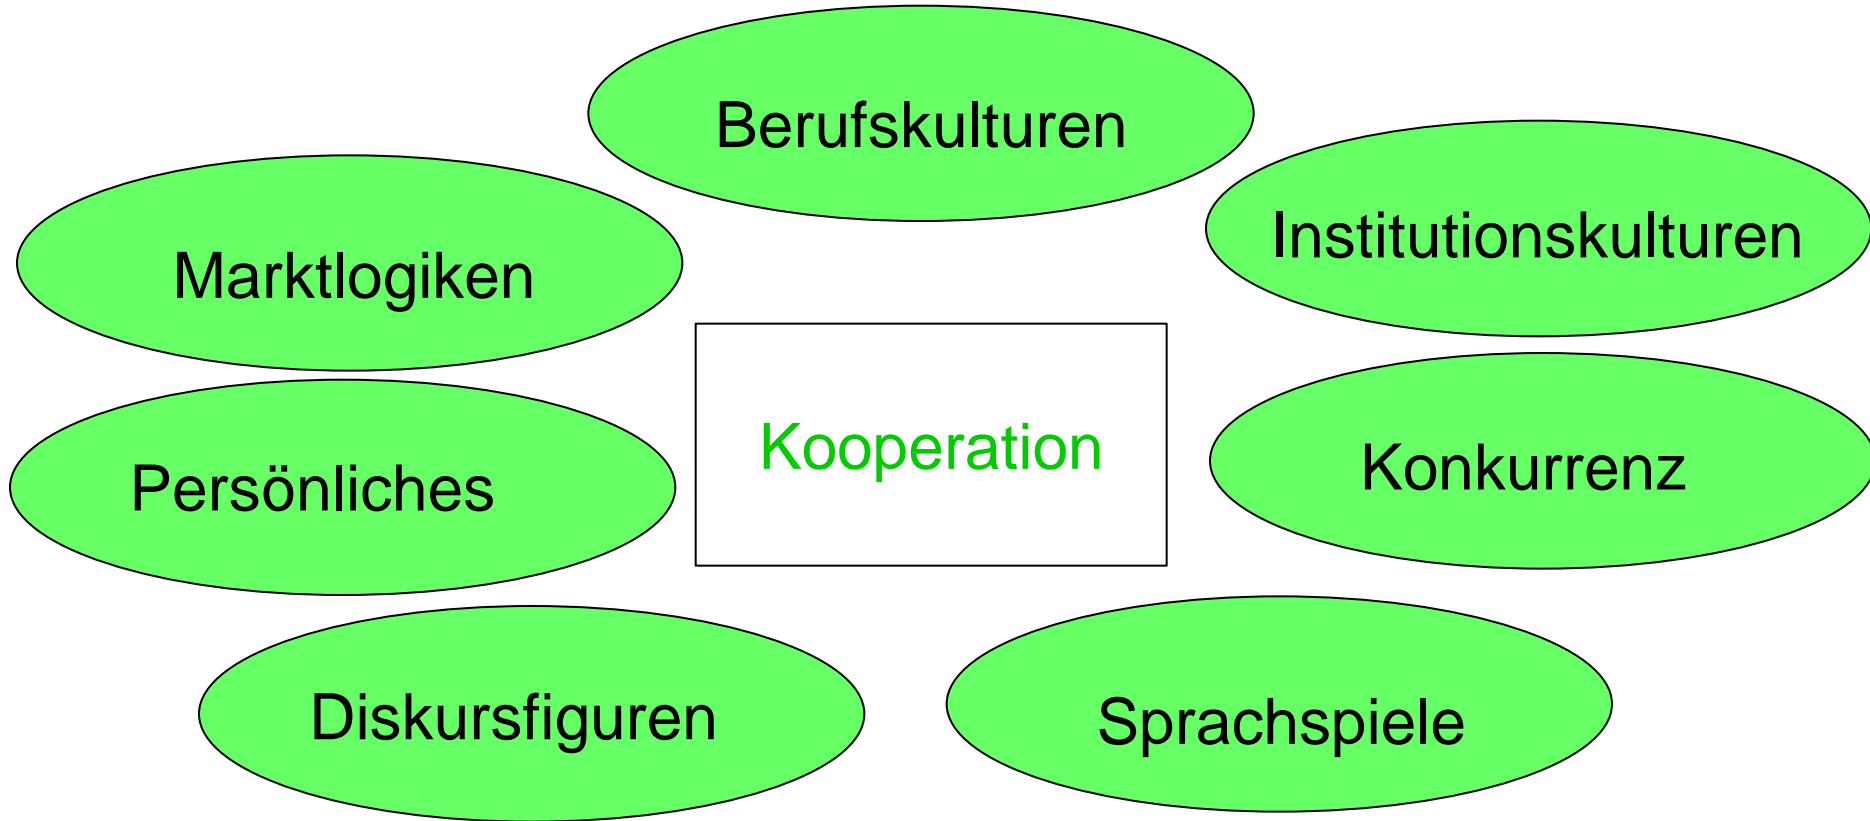 Berufskulturen
Institutionskulturen
Marktlogiken
Kooperation
Konkurrenz
Persönliches
Diskursfiguren
Sprachspiele